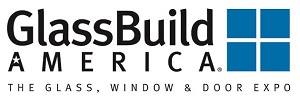 GlassBuild
AMERICA®
THE GLASS, WINDOW & DOOR EXPO